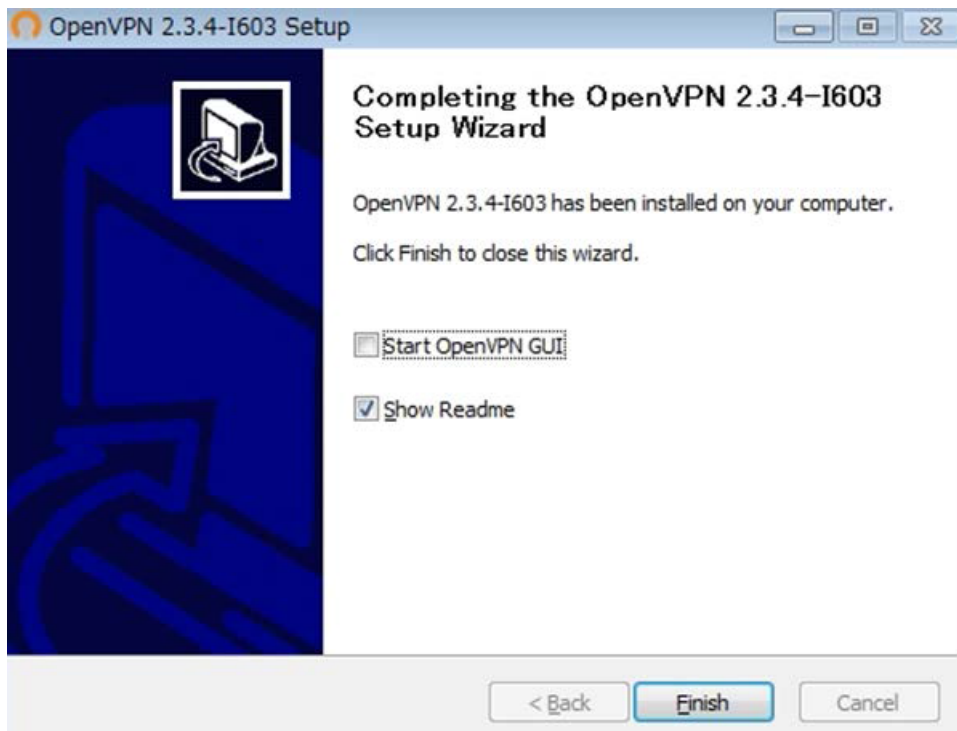 OpenVPN 2.3.4-I603 Setup
Completing the OpenVPN 2.3.4-I603
Setup Wizard
OpenVPN 2.3.4-I603 has been installed on your computer.
Click Finish to close this wizard.
Start OpenVPN GUI
Show Readme
< Back
Finish
Cancel